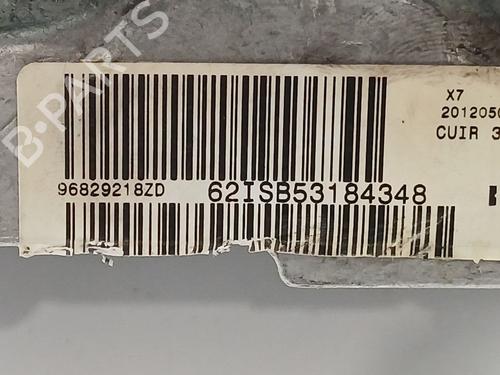 B-PARTS
X7
2012050
CUIR 3
96829218ZD
62ISB53184348